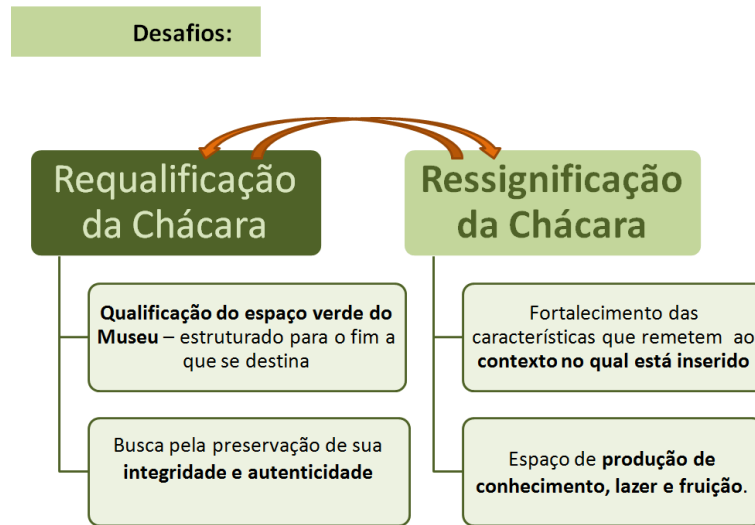 Desafios:
Requalificação
da Chácara
Qualificação do espaço verde do
Museu – estruturado para o fim a
que se destina
Busca pela preservação de sua
integridade e autenticidade
Ressignificação
da Chácara
Fortalecimento das
características que remetem ao
contexto no qual está inserido
Espaço de produção de
conhecimento, lazer e fruição.